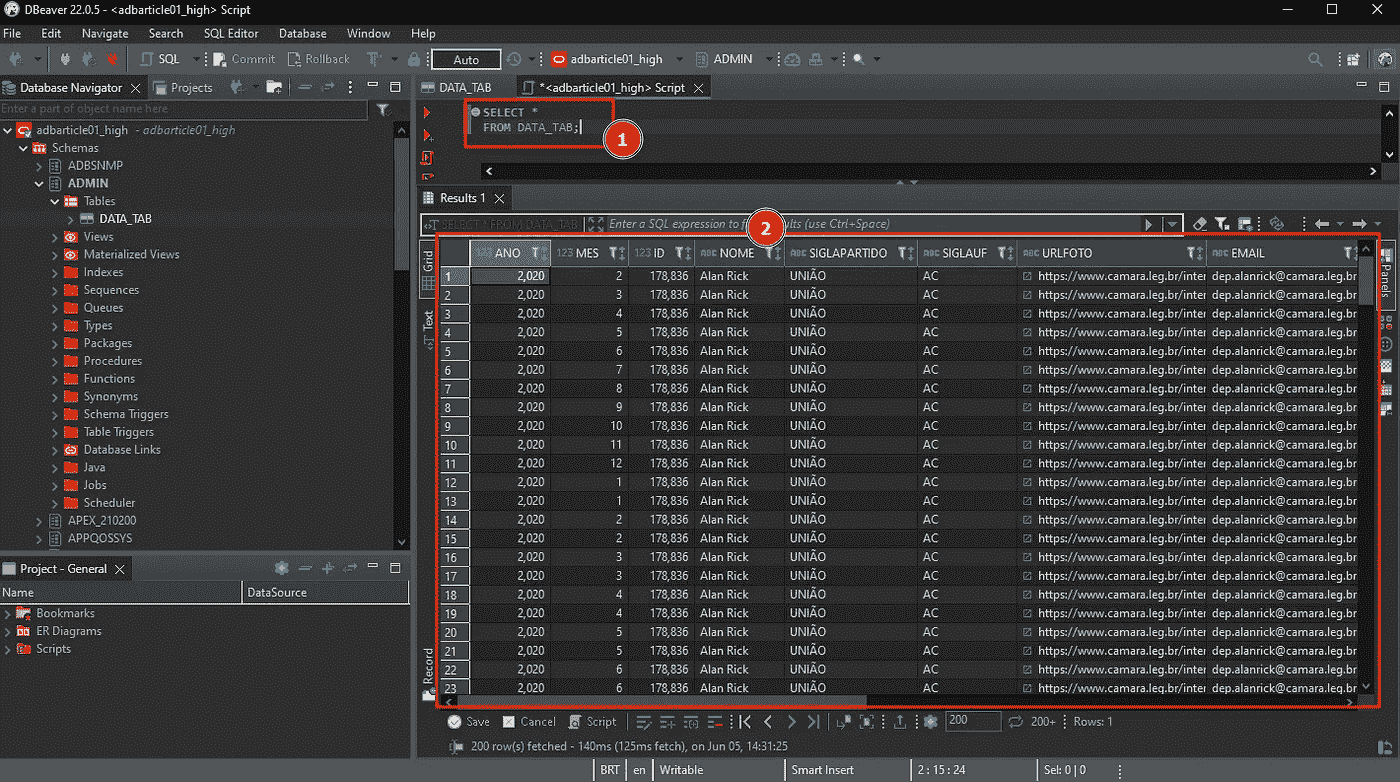 DBeaver 22.0.5 - <adbarticle01_high> Script
File Edit Navigate Search SQL Editor Database Window Help
SQL Commit Rollback Auto adbarticle01_high ADMIN
Database Navigator Projects
Enter a part of object name here
adbarticle01_high - adbarticle01_high
Schemas
ADBSNMP
ADMIN
Tables
DATA_TAB
Views
Materialized Views
Indexes
Sequences
Queues
Types
Packages
Procedures
Functions
Synonyms
Schema Triggers
Table Triggers
Database Links
Java
Jobs
Scheduler
APEX_210200
APPQOSSYS
Project - General
Name DataSource
Bookmarks
ER Diagrams
Scripts
DATA_TAB *<adbarticle01_high> Script
SELECT *
FROM DATA_TAB;
1
Results 1
SELECT * FROM DATA_TAB Enter a SQL expression to f
lts (use Ctrl+Space)
2
Grid
Text
Record
Panels
123 ANO 123 MES 123 ID ABC NOME ABC SIGLAPARTIDO ABC SIGLAUF ABC URLFOTO ABC EMAIL
1 2,020 2 178,836 Alan Rick UNIÃO AC https://www.camara.leg.br/inter dep.alanrick@camara.leg.br
2 2,020 3 178,836 Alan Rick UNIÃO AC https://www.camara.leg.br/inter dep.alanrick@camara.leg.br
3 2,020 4 178,836 Alan Rick UNIÃO AC https://www.camara.leg.br/inter dep.alanrick@camara.leg.br
4 2,020 5 178,836 Alan Rick UNIÃO AC https://www.camara.leg.br/inter dep.alanrick@camara.leg.br
5 2,020 6 178,836 Alan Rick UNIÃO AC https://www.camara.leg.br/inter dep.alanrick@camara.leg.br
6 2,020 7 178,836 Alan Rick UNIÃO AC https://www.camara.leg.br/inter dep.alanrick@camara.leg.br
7 2,020 8 178,836 Alan Rick UNIÃO AC https://www.camara.leg.br/inter dep.alanrick@camara.leg.br
8 2,020 9 178,836 Alan Rick UNIÃO AC https://www.camara.leg.br/inter dep.alanrick@camara.leg.br
9 2,020 10 178,836 Alan Rick UNIÃO AC https://www.camara.leg.br/inter dep.alanrick@camara.leg.br
10 2,020 11 178,836 Alan Rick UNIÃO AC https://www.camara.leg.br/inter dep.alanrick@camara.leg.br
11 2,020 12 178,836 Alan Rick UNIÃO AC https://www.camara.leg.br/inter dep.alanrick@camara.leg.br
12 2,020 1 178,836 Alan Rick UNIÃO AC https://www.camara.leg.br/inter dep.alanrick@camara.leg.br
13 2,020 1 178,836 Alan Rick UNIÃO AC https://www.camara.leg.br/inter dep.alanrick@camara.leg.br
14 2,020 2 178,836 Alan Rick UNIÃO AC https://www.camara.leg.br/inter dep.alanrick@camara.leg.br
15 2,020 2 178,836 Alan Rick UNIÃO AC https://www.camara.leg.br/inter dep.alanrick@camara.leg.br
16 2,020 3 178,836 Alan Rick UNIÃO AC https://www.camara.leg.br/inter dep.alanrick@camara.leg.br
17 2,020 3 178,836 Alan Rick UNIÃO AC https://www.camara.leg.br/inter dep.alanrick@camara.leg.br
18 2,020 4 178,836 Alan Rick UNIÃO AC https://www.camara.leg.br/inter dep.alanrick@camara.leg.br
19 2,020 4 178,836 Alan Rick UNIÃO AC https://www.camara.leg.br/inter dep.alanrick@camara.leg.br
20 2,020 5 178,836 Alan Rick UNIÃO AC https://www.camara.leg.br/inter dep.alanrick@camara.leg.br
21 2,020 5 178,836 Alan Rick UNIÃO AC https://www.camara.leg.br/inter dep.alanrick@camara.leg.br
22 2,020 6 178,836 Alan Rick UNIÃO AC https://www.camara.leg.br/inter dep.alanrick@camara.leg.br
23 2,020 6 178,836 Alan Rick UNIÃO AC https://www.camara.leg.br/inter dep.alanrick@camara.leg.br
Save Cancel Script 200 200+ Rows: 1
200 row(s) fetched - 140ms (125ms fetch), on Jun 05, 14:31:25
BRT en Writable Smart Insert 2 : 15 : 24 Sel: 0 | 0